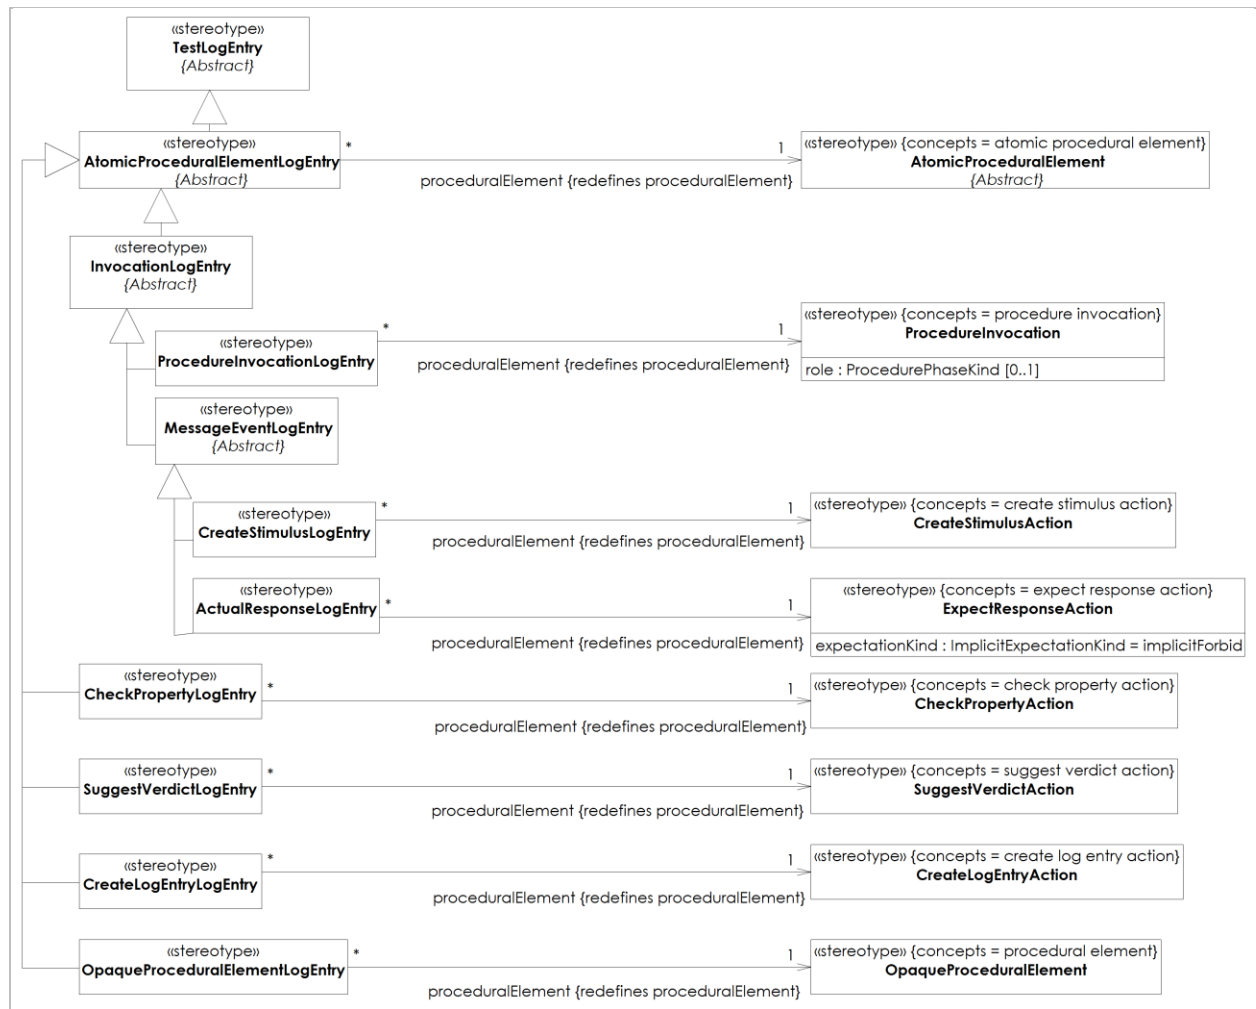 «stereotype»
TestLogEntry
{Abstract}
«stereotype»
AtomicProceduralElementLogEntry
{Abstract}
*
1
proceduralElement {redefines proceduralElement}
«stereotype» {concepts = atomic procedural element}
AtomicProceduralElement
{Abstract}
«stereotype»
InvocationLogEntry
{Abstract}
«stereotype»
ProcedureInvocationLogEntry
*
1
proceduralElement {redefines proceduralElement}
«stereotype» {concepts = procedure invocation}
ProcedureInvocation
role : ProcedurePhaseKind [0..1]
«stereotype»
MessageEventLogEntry
{Abstract}
«stereotype»
CreateStimulusLogEntry
*
1
proceduralElement {redefines proceduralElement}
«stereotype» {concepts = create stimulus action}
CreateStimulusAction
«stereotype»
ActualResponseLogEntry
*
1
proceduralElement {redefines proceduralElement}
«stereotype» {concepts = expect response action}
ExpectResponseAction
expectationKind : ImplicitExpectationKind = implicitForbid
«stereotype»
CheckPropertyLogEntry
*
1
proceduralElement {redefines proceduralElement}
«stereotype» {concepts = check property action}
CheckPropertyAction
«stereotype»
SuggestVerdictLogEntry
*
1
proceduralElement {redefines proceduralElement}
«stereotype» {concepts = suggest verdict action}
SuggestVerdictAction
«stereotype»
CreateLogEntryLogEntry
*
1
proceduralElement {redefines proceduralElement}
«stereotype» {concepts = create log entry action}
CreateLogEntryAction
«stereotype»
OpaqueProceduralElementLogEntry
*
1
proceduralElement {redefines proceduralElement}
«stereotype» {concepts = procedural element}
OpaqueProceduralElement